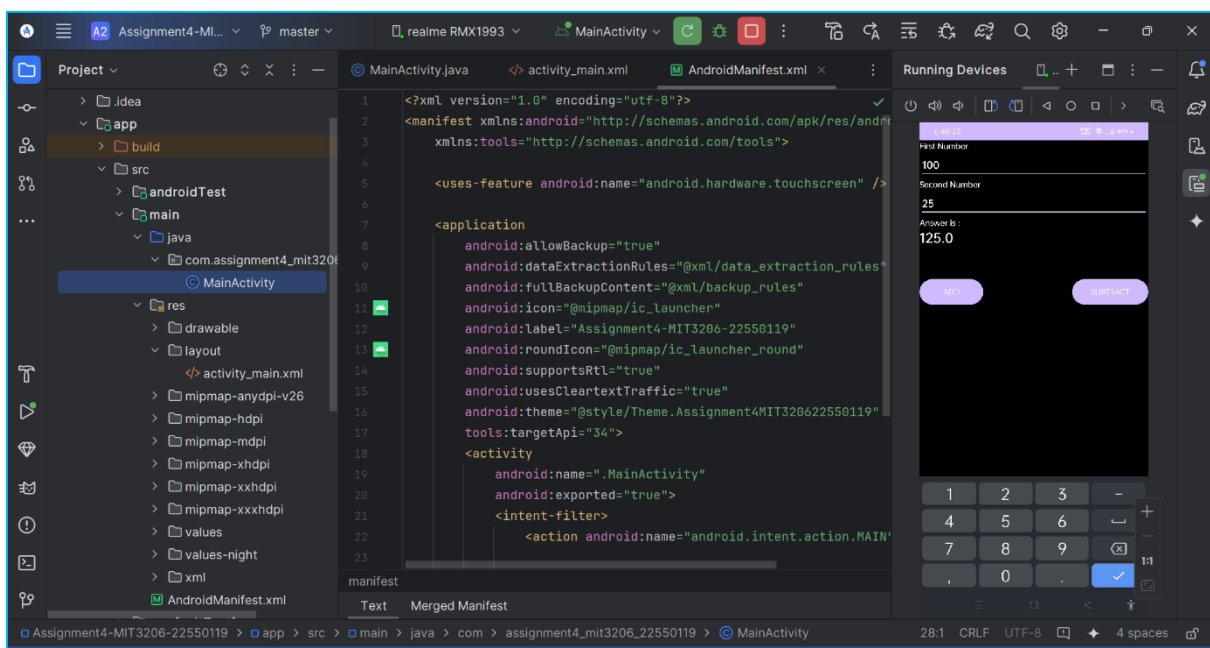 A2 Assignment4-MI... master realme RMX1993 MainActivity
Project
.idea
app
build
src
androidTest
main
java
com.assignment4_mit3206
MainActivity
res
drawable
layout
activity_main.xml
mipmap-anydpi-v26
mipmap-hdpi
mipmap-mdpi
mipmap-xhdpi
mipmap-xxhdpi
mipmap-xxxhdpi
values
values-night
xml
AndroidManifest.xml
MainActivity.java activity_main.xml AndroidManifest.xml
1 <?xml version="1.0" encoding="utf-8"?>
2 <manifest xmlns:android="http://schemas.android.com/apk/res/andro
3 xmlns:tools="http://schemas.android.com/tools">
4
5 <uses-feature android:name="android.hardware.touchscreen" />
6
7 <application
8 android:allowBackup="true"
9 android:dataExtractionRules="@xml/data_extraction_rules"
10 android:fullBackupContent="@xml/backup_rules"
11 android:icon="@mipmap/ic_launcher"
12 android:label="Assignment4-MIT3206-22550119"
13 android:roundIcon="@mipmap/ic_launcher_round"
14 android:supportsRtl="true"
15 android:usesCleartextTraffic="true"
16 android:theme="@style/Theme.Assignment4MIT320622550119"
17 tools:targetApi="34">
18 <activity
19 android:name=".MainActivity"
20 android:exported="true">
21 <intent-filter>
22 <action android:name="android.intent.action.MAIN"
23
manifest
Text Merged Manifest
Running Devices
First Number
100
Second Number
25
Answer is :
125.0
ADD SUBTRACT
1 2 3 -
4 5 6
7 8 9
, 0 .
1:1
Assignment4-MIT3206-22550119 > app > src > main > java > com > assignment4_mit3206_22550119 > MainActivity 28:1 CRLF UTF-8 4 spaces